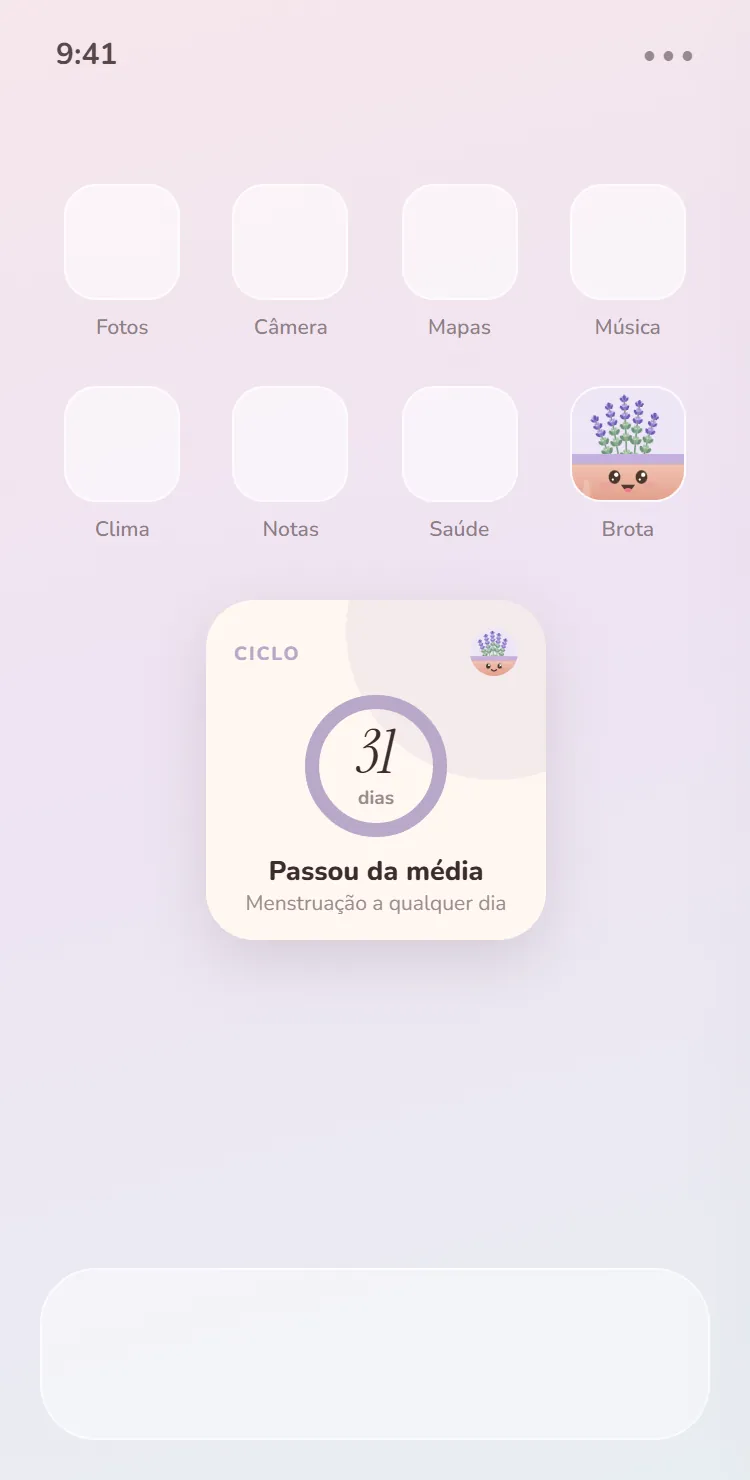 9:41
Fotos Câmera Mapas Música
Clima Notas Saúde Brota
CICLO
31
dias
Passou da média
Menstruação a qualquer dia